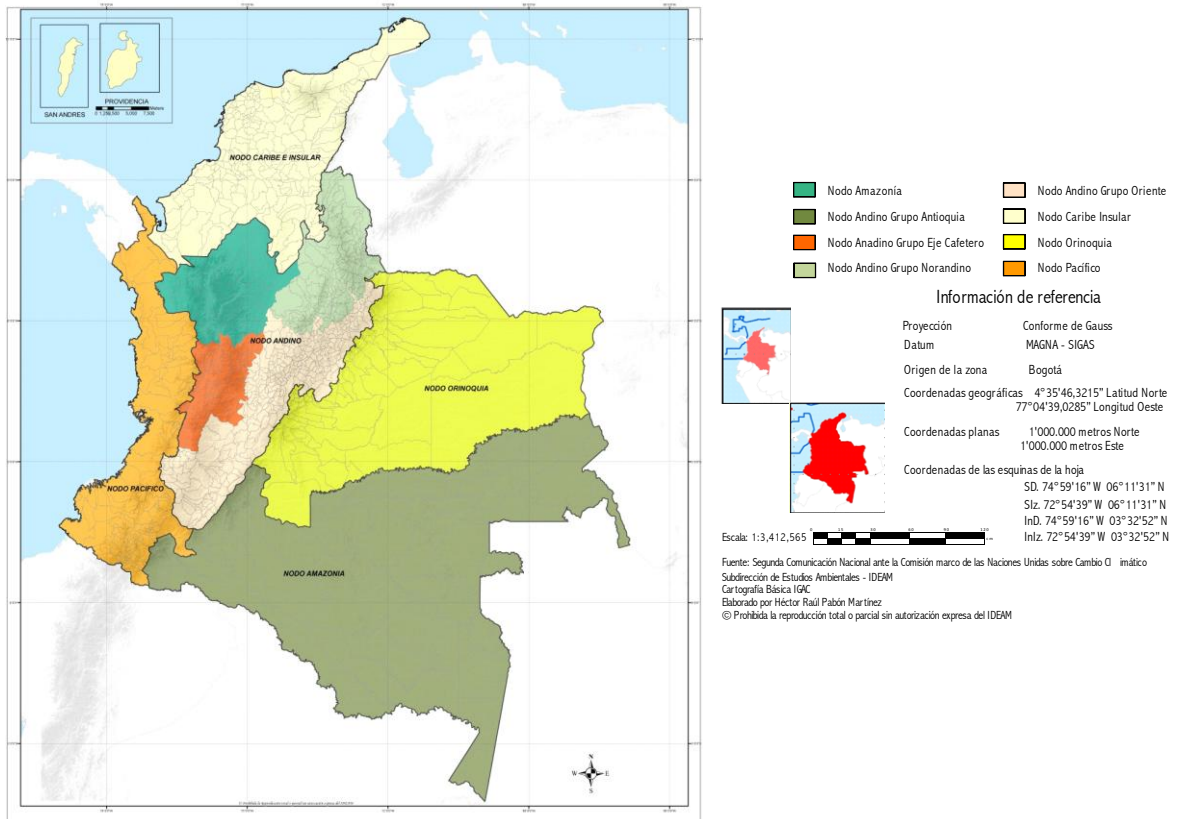 SAN ANDRES
PROVIDENCIA
NODO CARIBE E INSULAR
NODO ANDINO
NODO ORINOQUIA
NODO PACIFICO
NODO AMAZONIA
N
W E
S
Nodo Amazonía
Nodo Andino Grupo Antioquia
Nodo Anadino Grupo Eje Cafetero
Nodo Andino Grupo Norandino
Nodo Andino Grupo Oriente
Nodo Caribe Insular
Nodo Orinoquia
Nodo Pacífico
Información de referencia
Proyección Conforme de Gauss
Datum MAGNA - SIGAS
Origen de la zona Bogotá
Coordenadas geográficas 4°35'46,3215" Latitud Norte
77°04'39,0285" Longitud Oeste
Coordenadas planas 1'000.000 metros Norte
1'000.000 metros Este
Coordenadas de las esquinas de la hoja
SD. 74°59'16" W 06°11'31" N
SIz. 72°54'39" W 06°11'31" N
InD. 74°59'16" W 03°32'52" N
InIz. 72°54'39" W 03°32'52" N
Escala: 1:3,412,565
0 15 30 60 90 120
Fuente: Segunda Comunicación Nacional ante la Comisión marco de las Naciones Unidas sobre Cambio Cl imático
Subdirección de Estudios Ambientales - IDEAM
Cartografía Básica IGAC
Elaborado por Héctor Raúl Pabón Martínez
© Prohibida la reproducción total o parcial sin autorización expresa del IDEAM